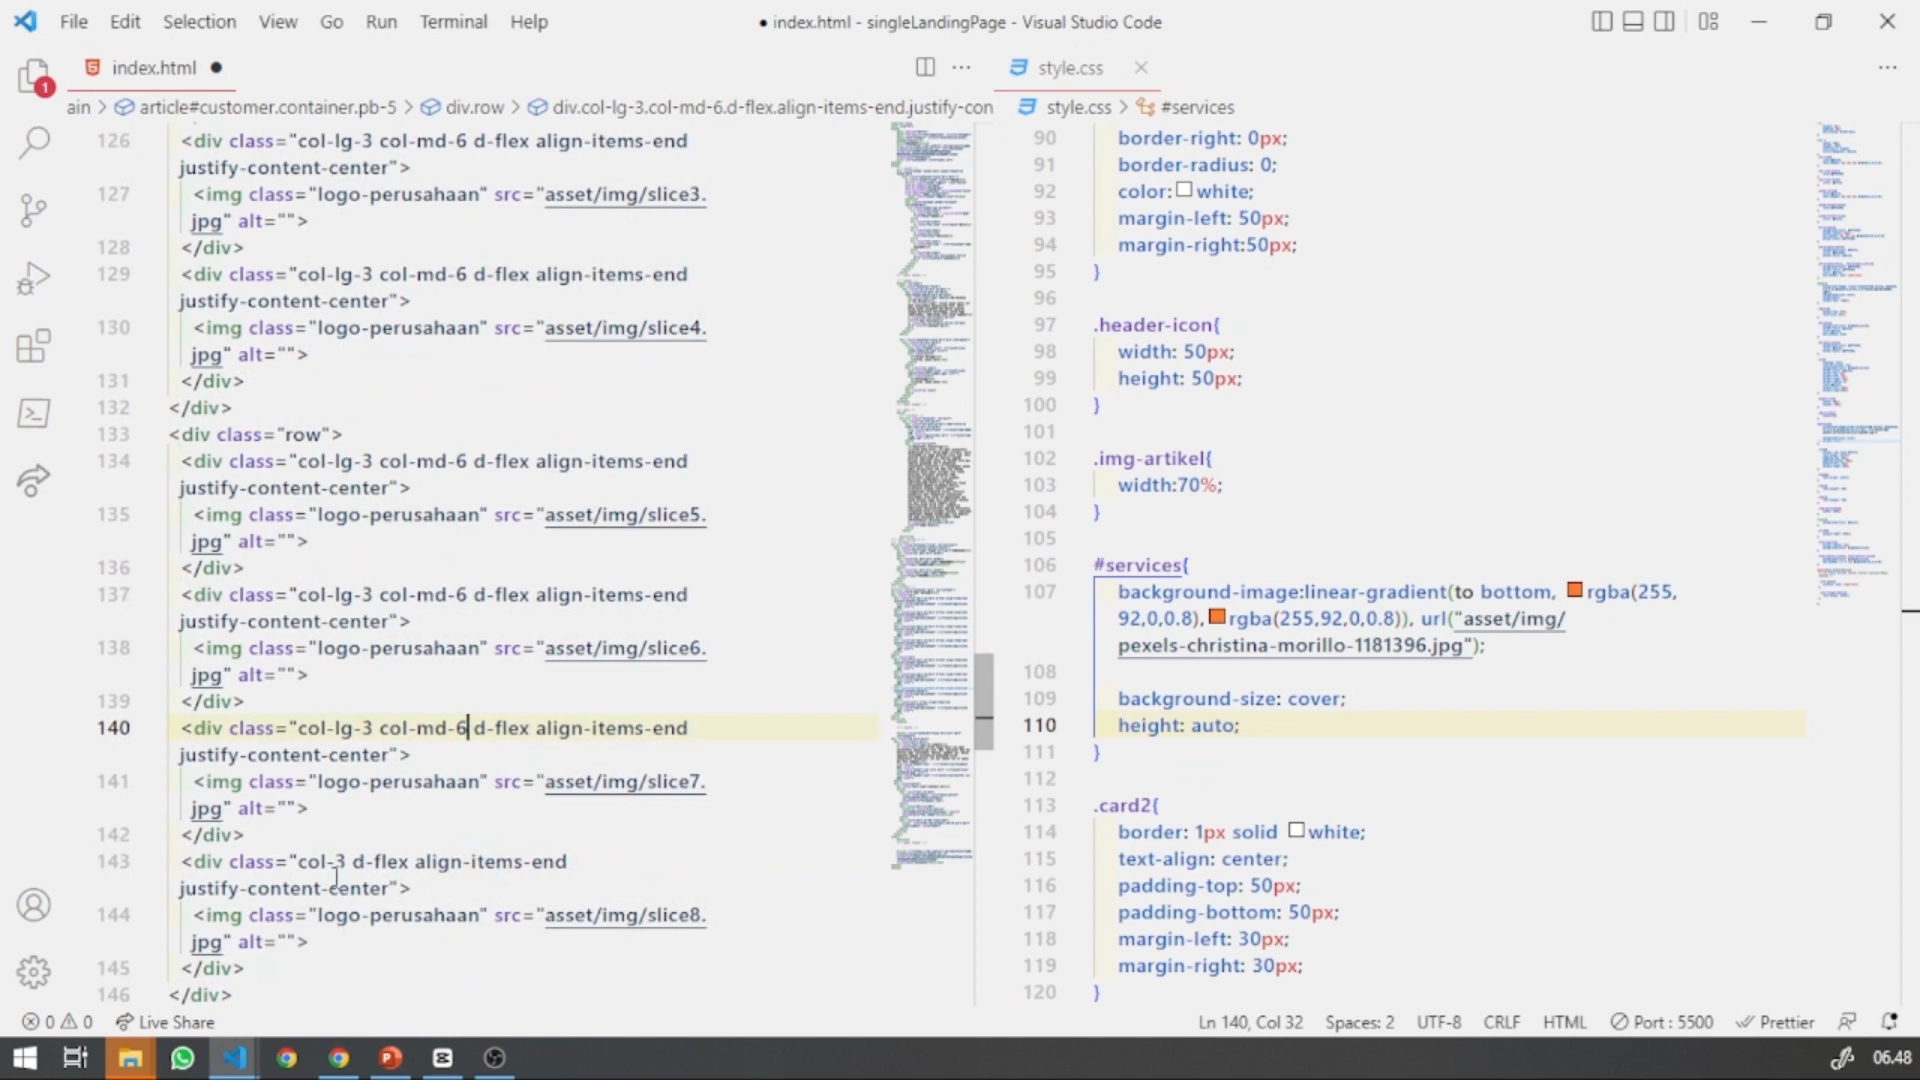 File Edit Selection View Go Run Terminal Help
● index.html - singleLandingPage - Visual Studio Code
index.html ●
style.css
ain > article#customer.container.pb-5 > div.row > div.col-lg-3.col-md-6.d-flex.align-items-end.justify-con
style.css > #services
1
126 <div class="col-lg-3 col-md-6 d-flex align-items-end
justify-content-center">
127 <img class="logo-perusahaan" src="asset/img/slice3.
jpg" alt="">
128 </div>
129 <div class="col-lg-3 col-md-6 d-flex align-items-end
justify-content-center">
130 <img class="logo-perusahaan" src="asset/img/slice4.
jpg" alt="">
131 </div>
132 </div>
133 <div class="row">
134 <div class="col-lg-3 col-md-6 d-flex align-items-end
justify-content-center">
135 <img class="logo-perusahaan" src="asset/img/slice5.
jpg" alt="">
136 </div>
137 <div class="col-lg-3 col-md-6 d-flex align-items-end
justify-content-center">
138 <img class="logo-perusahaan" src="asset/img/slice6.
jpg" alt="">
139 </div>
140 <div class="col-lg-3 col-md-6 d-flex align-items-end
justify-content-center">
141 <img class="logo-perusahaan" src="asset/img/slice7.
jpg" alt="">
142 </div>
143 <div class="col-3 d-flex align-items-end
justify-content-center">
144 <img class="logo-perusahaan" src="asset/img/slice8.
jpg" alt="">
145 </div>
146 </div>
90 border-right: 0px;
91 border-radius: 0;
92 color: white;
93 margin-left: 50px;
94 margin-right:50px;
95 }
96
97 .header-icon{
98 width: 50px;
99 height: 50px;
100 }
101
102 .img-artikel{
103 width:70%;
104 }
105
106 #services{
107 background-image:linear-gradient(to bottom, rgba(255,
92,0,0.8), rgba(255,92,0,0.8)), url("asset/img/
pexels-christina-morillo-1181396.jpg");
108
109 background-size: cover;
110 height: auto;
111 }
112
113 .card2{
114 border: 1px solid white;
115 text-align: center;
116 padding-top: 50px;
117 padding-bottom: 50px;
118 margin-left: 30px;
119 margin-right: 30px;
120 }
0 0 Live Share
Ln 140, Col 32 Spaces: 2 UTF-8 CRLF HTML Port : 5500 Prettier
06.48